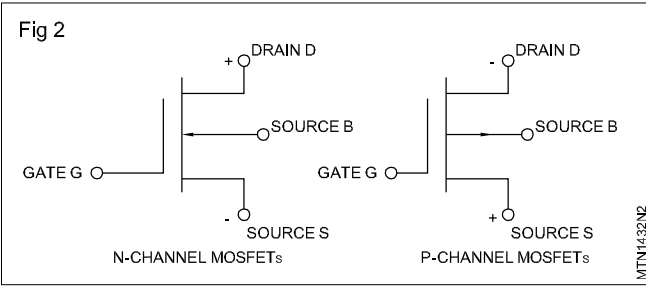 Fig 2
+ DRAIN D
SOURCE B
GATE G
- SOURCE S
N-CHANNEL MOSFETs
- DRAIN D
SOURCE B
GATE G
+ SOURCE S
P-CHANNEL MOSFETs
MTN1432N2